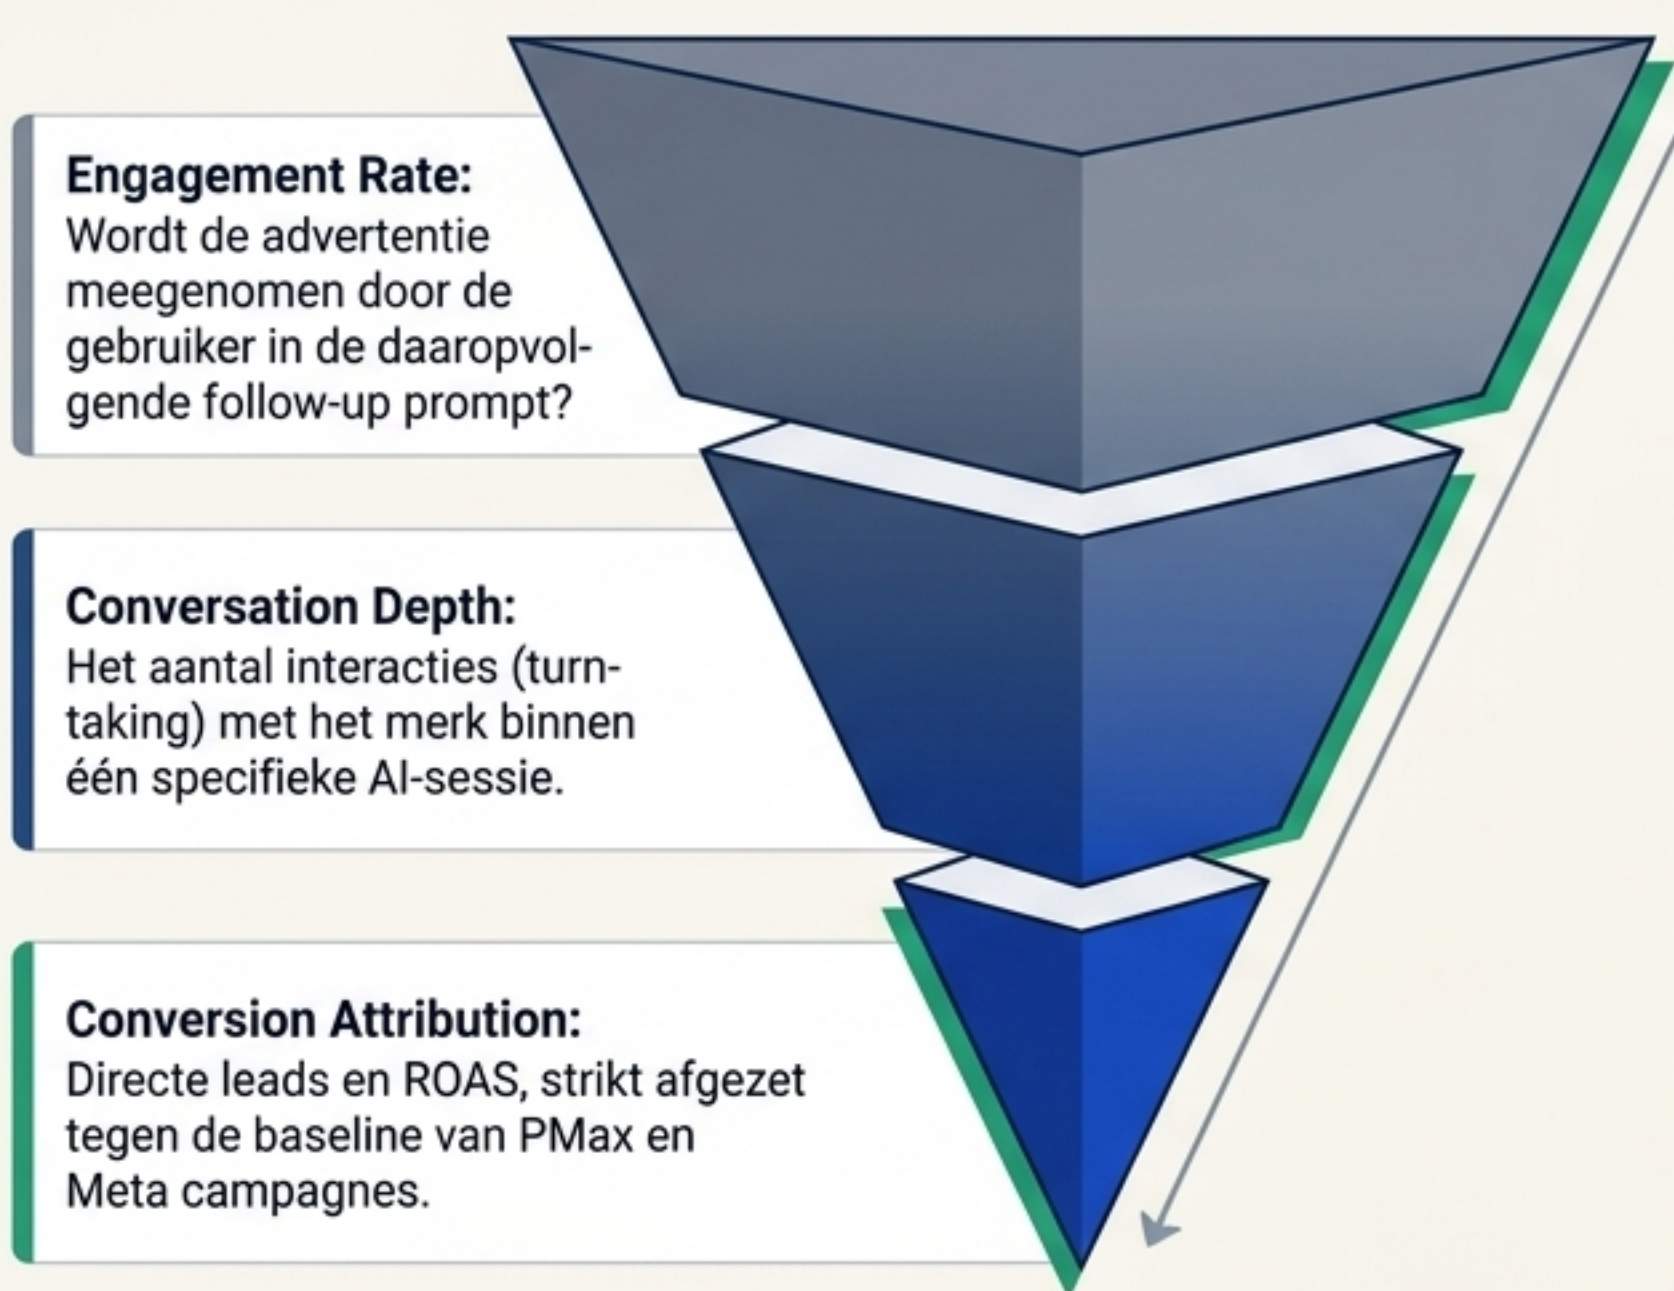 Engagement Rate:
Wordt de advertentie
meegenomen door de
gebruiker in de daaropvol-
gende follow-up prompt?
Conversation Depth:
Het aantal interacties (turn-
taking) met het merk binnen
één specifieke AI-sessie.
Conversion Attribution:
Directe leads en ROAS, strikt afgezet
tegen de baseline van PMax en
Meta campagnes.